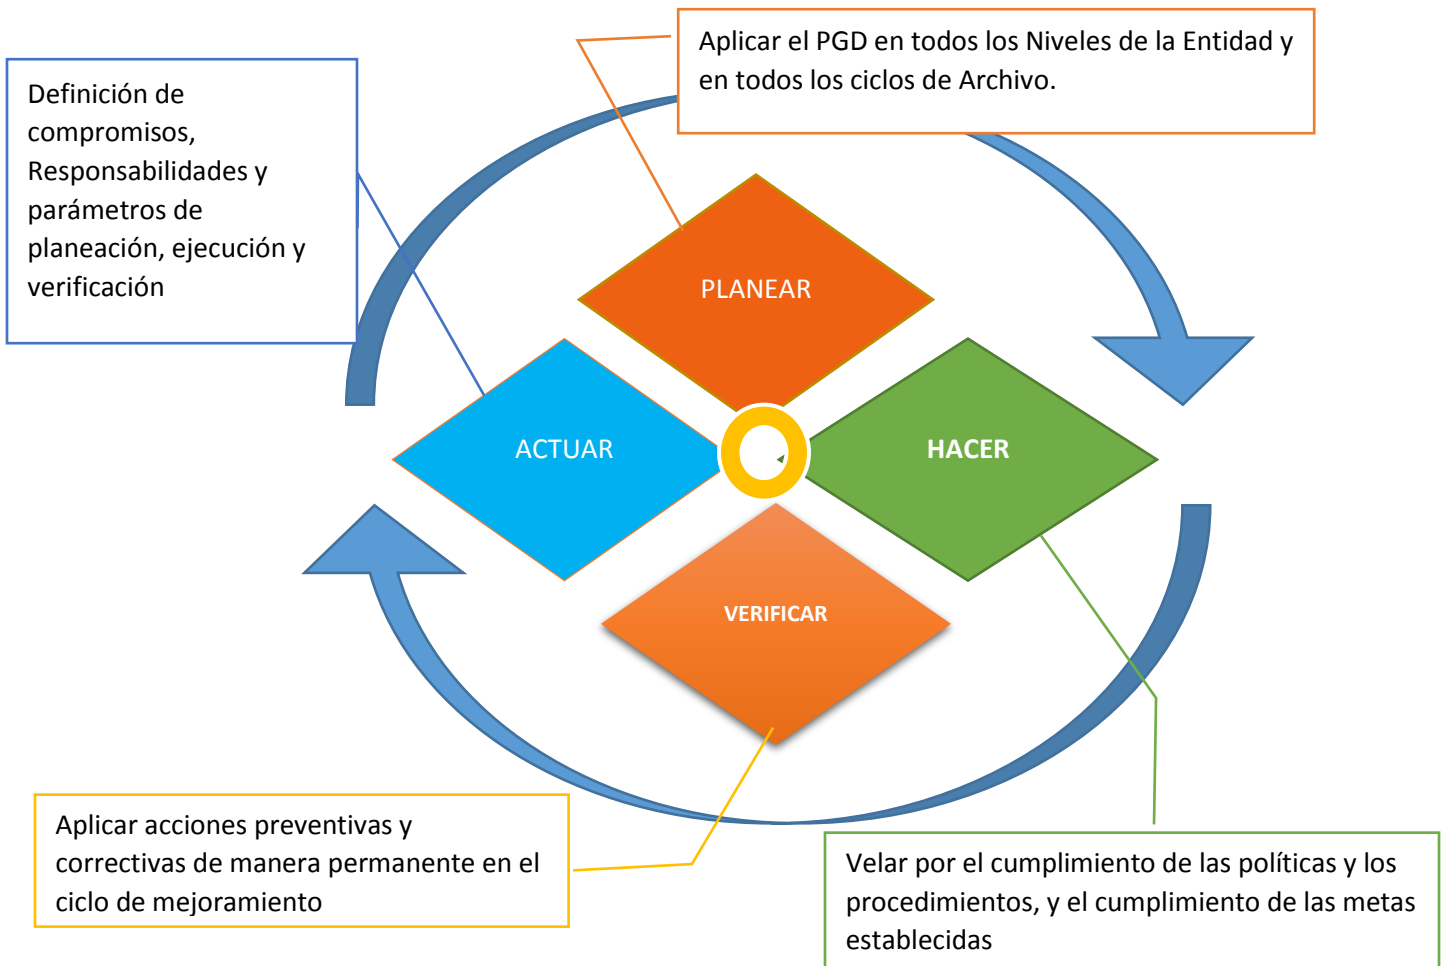 Aplicar el PGD en todos los Niveles de la Entidad y
en todos los ciclos de Archivo.
Definición de
compromisos,
Responsabilidades y
parámetros de
planeación, ejecución y
verificación
PLANEAR
ACTUAR
HACER
VERIFICAR
Aplicar acciones preventivas y
correctivas de manera permanente en el
ciclo de mejoramiento
Velar por el cumplimiento de las políticas y los
procedimientos, y el cumplimiento de las metas
establecidas